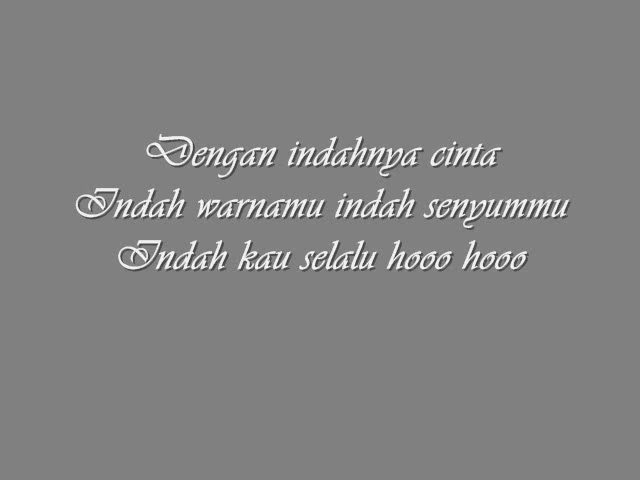 Dengan indahnya cinta
Indah warnamu indah senyummu
Indah kau selalu hooo hooo